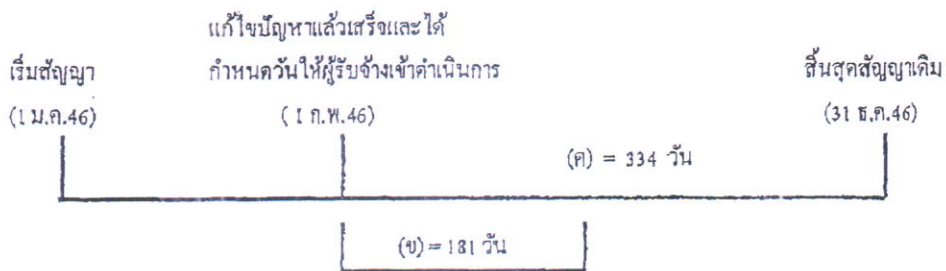 แก้ไขปัญหาแล้วเสร็จและได้
เริ่มสัญญา กำหนดวันให้ผู้รับจ้างเข้าดำเนินการ สิ้นสุดสัญญาเดิม
(1 ม.ค.46) (1 ก.พ.46) (31 ธ.ค.46)
(ค) = 334 วัน
(ข) = 181 วัน